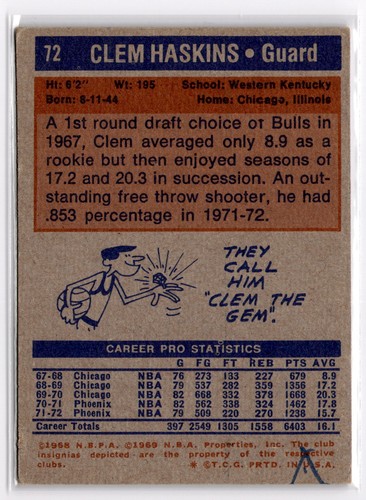 72 CLEM HASKINS • Guard
Ht: 6'2" Wt: 195 School: Western Kentucky
Born: 8-11-44 Home: Chicago, Illinois
A 1st round draft choice of Bulls in
1967, Clem averaged only 8.9 as a
rookie but then enjoyed seasons of
17.2 and 20.3 in succession. An out-
standing free throw shooter, he had
.853 percentage in 1971-72.
THEY
CALL
HIM
"CLEM THE
GEM".
CAREER PRO STATISTICS
G FG FT REB PTS AVG
67-68 Chicago NBA 76 273 133 227 679 8.9
68-69 Chicago NBA 79 537 282 359 1356 17.2
69-70 Chicago NBA 82 668 332 378 1668 20.3
70-71 Phoenix NBA 82 562 338 324 1462 17.8
71-72 Phoenix NBA 79 509 220 270 1238 15.7
Career Totals 397 2549 1305 1558 6403 16.1
©1968 N.B.P.A. ©1969 N.B.A. Properties, Inc. The club
insignias depicted are the property of the respective
clubs. * ©T.C.G. PRTD. IN U.S.A.